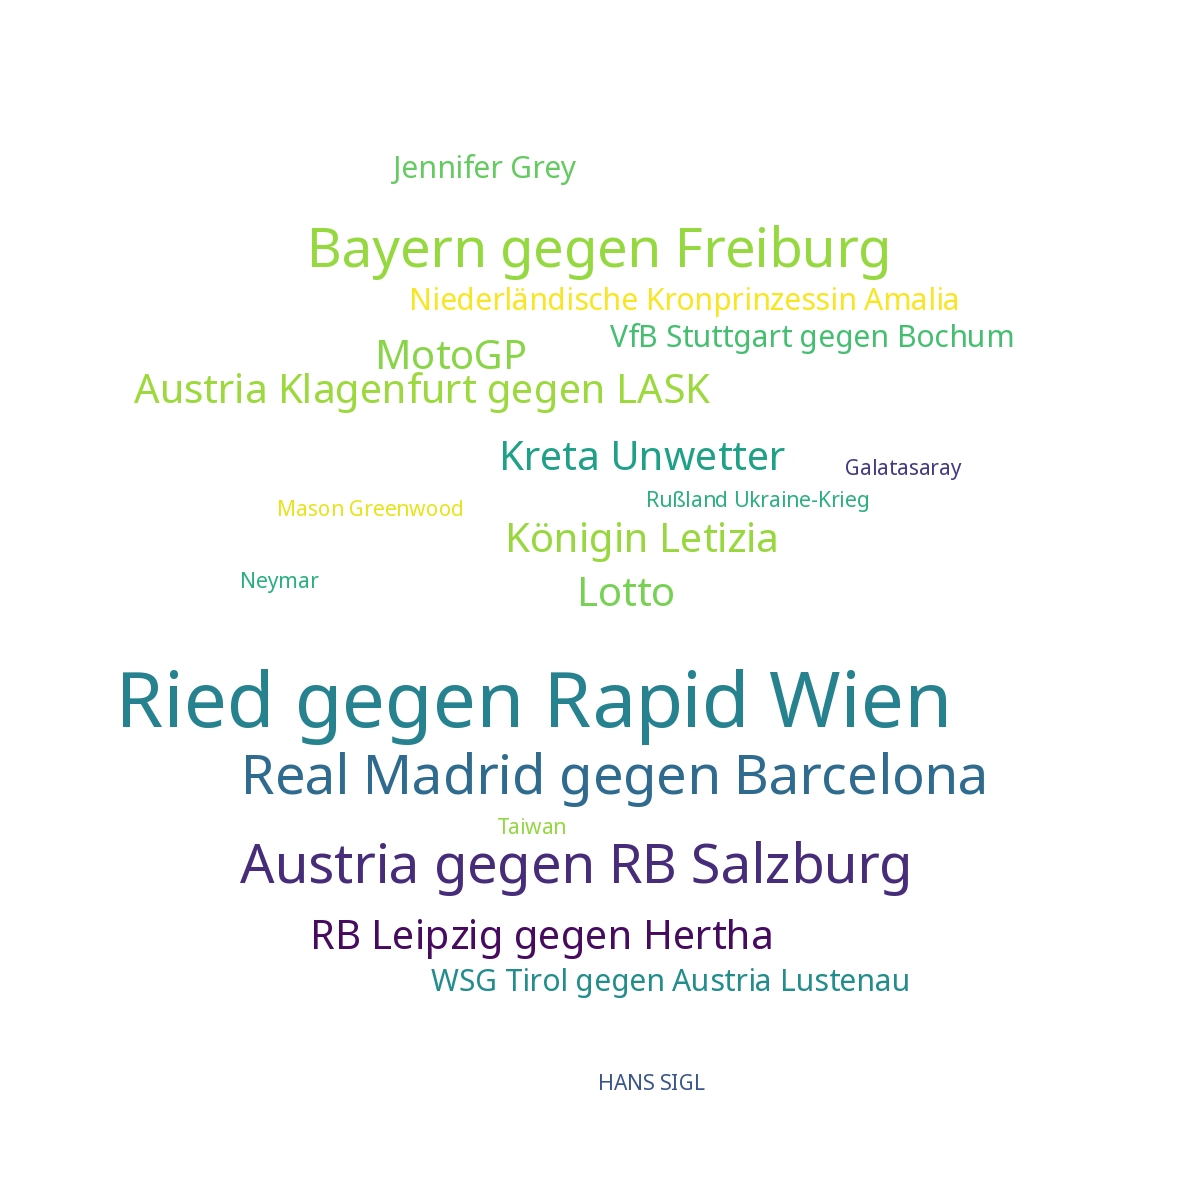 Jennifer Grey
Bayern gegen Freiburg
Niederländische Kronprinzessin Amalia
VfB Stuttgart gegen Bochum
MotoGP
Austria Klagenfurt gegen LASK
Kreta Unwetter
Galatasaray
Rußland Ukraine-Krieg
Mason Greenwood
Königin Letizia
Neymar
Lotto
Ried gegen Rapid Wien
Real Madrid gegen Barcelona
Taiwan
Austria gegen RB Salzburg
RB Leipzig gegen Hertha
WSG Tirol gegen Austria Lustenau
HANS SIGL